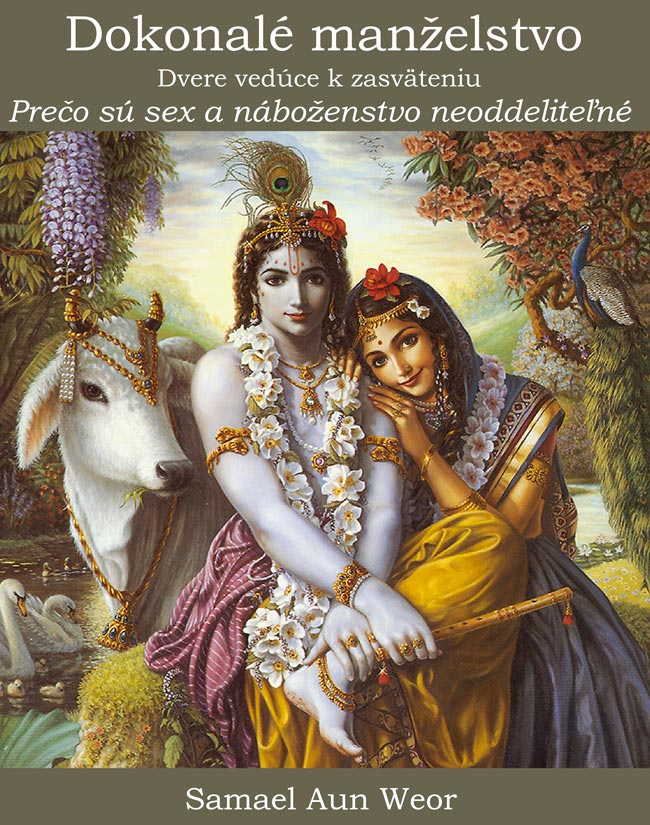 Dokonalé manželstvo
Dvere vedúce k zasväteniu
Prečo sú sex a náboženstvo neoddeliteľné
Samael Aun Weor